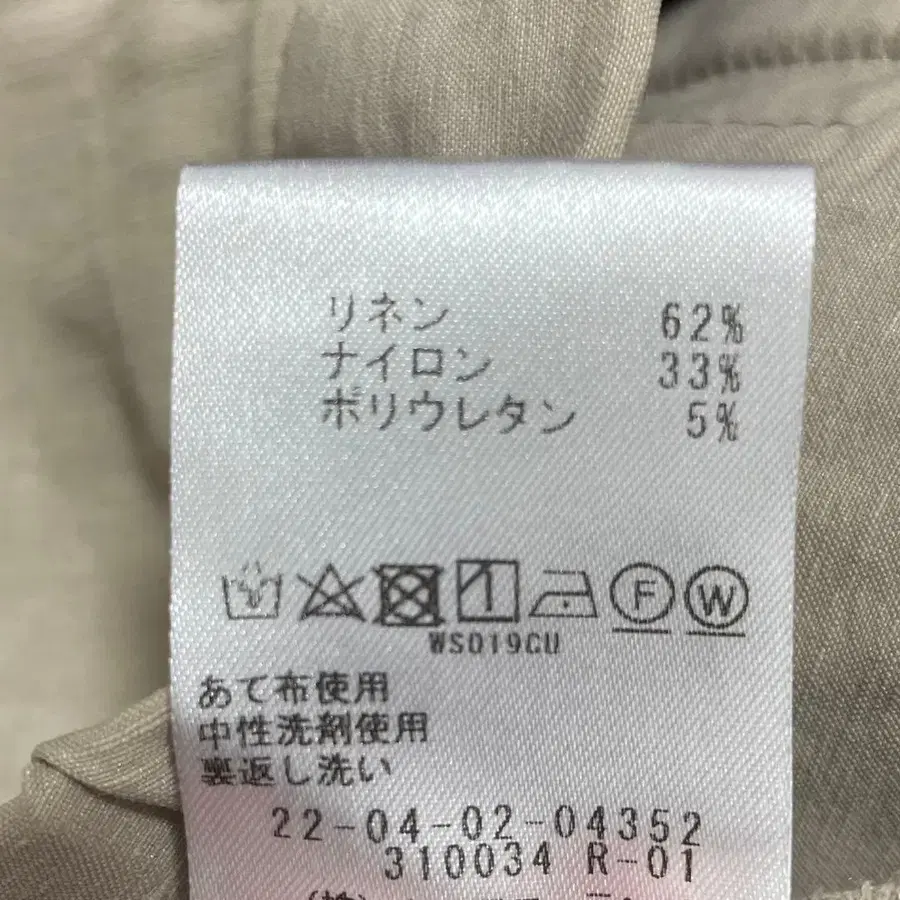 リネン 62%
ナイロン 33%
ポリウレタン 5%
F W
WS019CU
あて布使用
中性洗剤使用
裏返し洗い
22-04-02-04352
310034 R-01